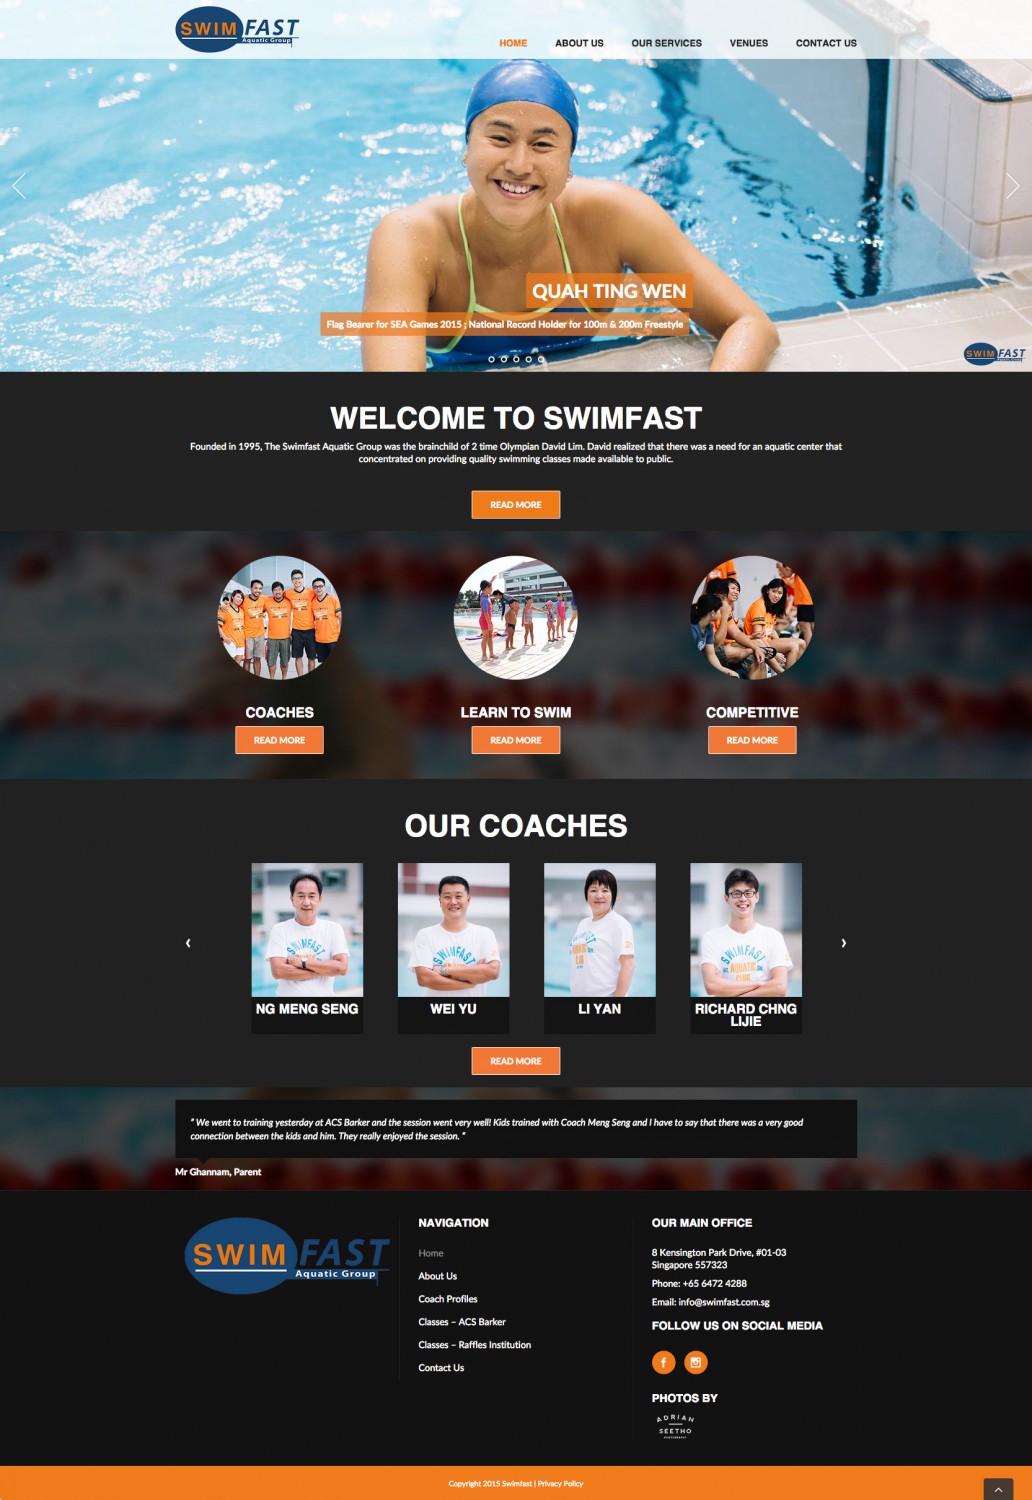 SWIMFAST
Aquatic Group
HOME ABOUT US OUR SERVICES VENUES CONTACT US
QUAH TING WEN
Flag Bearer for SEA Games 2015 ; National Record Holder for 100m & 200m Freestyle
SWIMFAST
WELCOME TO SWIMFAST
Founded in 1995, The Swimfast Aquatic Group was the brainchild of 2 time Olympian David Lim. David realized that there was a need for an aquatic center that
concentrated on providing quality swimming classes made available to public.
READ MORE
COACHES LEARN TO SWIM COMPETITIVE
READ MORE READ MORE READ MORE
OUR COACHES
SWIMFAST SWIMFAST
AQUATIC
CLUB
NG MENG SENG WEI YU LI YAN RICHARD CHNG
LIJIE
READ MORE
" We went to training yesterday at ACS Barker and the session went very well! Kids trained with Coach Meng Seng and I have to say that there was a very good
connection between the kids and him. They really enjoyed the session. "
Mr Ghannam, Parent
SWIMFAST
Aquatic Group
NAVIGATION
Home
About Us
Coach Profiles
Classes – ACS Barker
Classes – Raffles Institution
Contact Us
OUR MAIN OFFICE
8 Kensington Park Drive, #01-03
Singapore 557323
Phone: +65 6472 4288
Email: info@swimfast.com.sg
FOLLOW US ON SOCIAL MEDIA
f
PHOTOS BY
ADRIAN
SEETHO
PHOTOGRAPHY
Copyright 2015 Swimfast | Privacy Policy